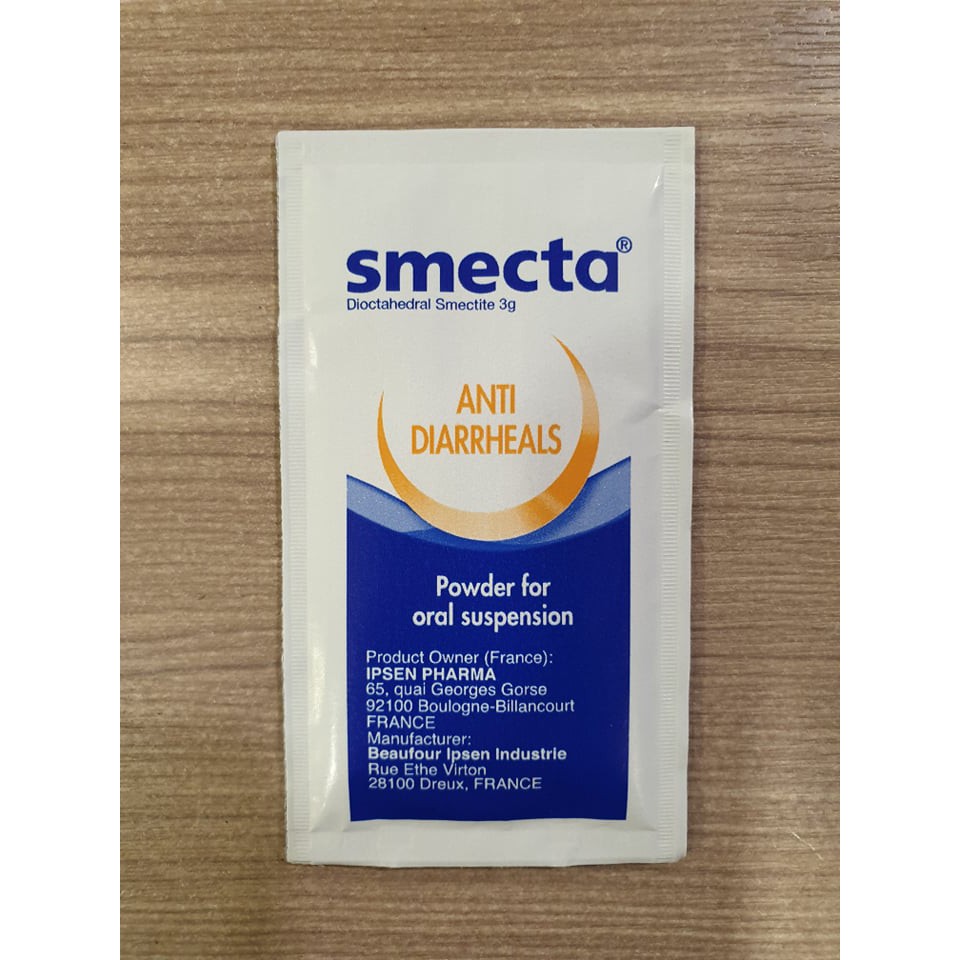 smecta®
Dioctahedral Smectite 3g
ANTI
DIARRHEALS
Powder for
oral suspension
Product Owner (France):
IPSEN PHARMA
65, quai Georges Gorse
92100 Boulogne-Billancourt
FRANCE
Manufacturer:
Beaufour Ipsen Industrie
Rue Ethe Virton
28100 Dreux, FRANCE